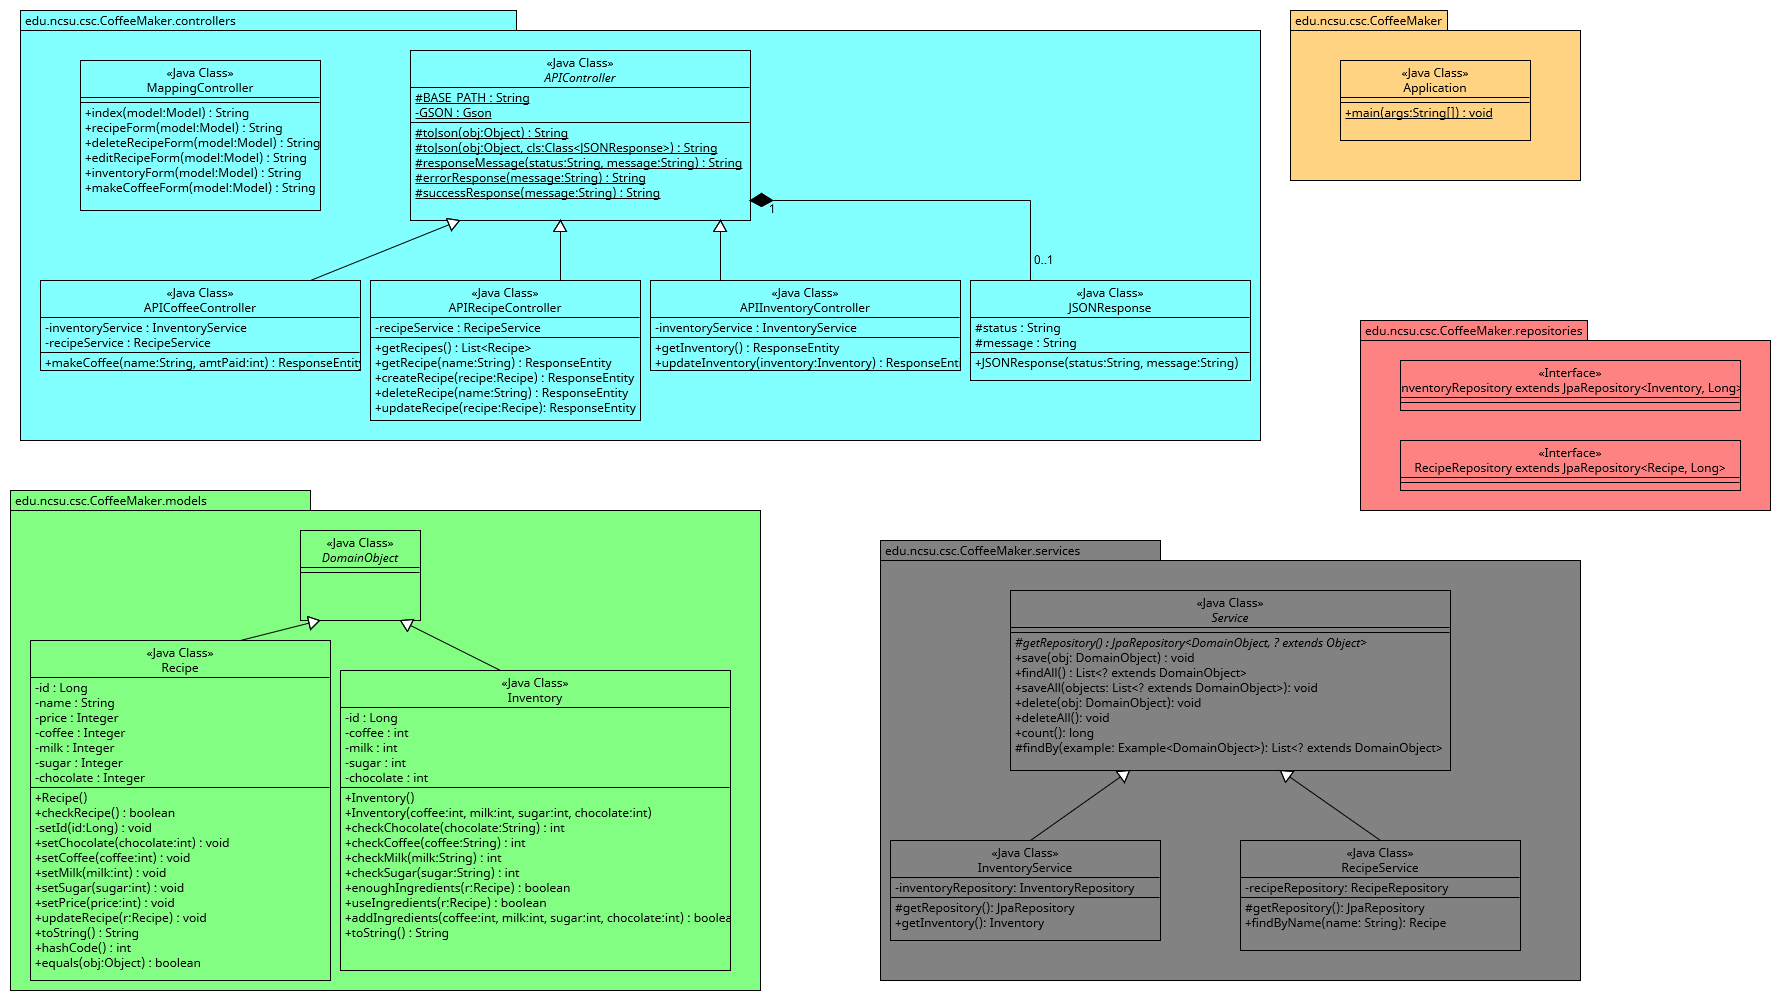 edu.ncsu.csc.CoffeeMaker.controllers
«Java Class»
MappingController
+index(model:Model) : String
+recipeForm(model:Model) : String
+deleteRecipeForm(model:Model) : String
+editRecipeForm(model:Model) : String
+inventoryForm(model:Model) : String
+makeCoffeeForm(model:Model) : String
«Java Class»
APIController
#BASE_PATH : String
-GSON : Gson
#toJson(obj:Object) : String
#toJson(obj:Object, cls:Class<JSONResponse>) : String
#responseMessage(status:String, message:String) : String
#errorResponse(message:String) : String
#successResponse(message:String) : String
1
0..1
«Java Class»
APICoffeeController
-inventoryService : InventoryService
-recipeService : RecipeService
+makeCoffee(name:String, amtPaid:int) : ResponseEntit
«Java Class»
APIRecipeController
-recipeService : RecipeService
+getRecipes() : List<Recipe>
+getRecipe(name:String) : ResponseEntity
+createRecipe(recipe:Recipe) : ResponseEntity
+deleteRecipe(name:String) : ResponseEntity
+updateRecipe(recipe:Recipe): ResponseEntity
«Java Class»
APIInventoryController
-inventoryService : InventoryService
+getInventory() : ResponseEntity
+updateInventory(inventory:Inventory) : ResponseEnti
«Java Class»
JSONResponse
#status : String
#message : String
+JSONResponse(status:String, message:String)
edu.ncsu.csc.CoffeeMaker
«Java Class»
Application
+main(args:String[]) : void
edu.ncsu.csc.CoffeeMaker.repositories
«Interface»
nventoryRepository extends JpaRepository<Inventory, Long>
«Interface»
RecipeRepository extends JpaRepository<Recipe, Long>
edu.ncsu.csc.CoffeeMaker.models
«Java Class»
DomainObject
«Java Class»
Recipe
-id : Long
-name : String
-price : Integer
-coffee : Integer
-milk : Integer
-sugar : Integer
-chocolate : Integer
+Recipe()
+checkRecipe() : boolean
-setId(id:Long) : void
+setChocolate(chocolate:int) : void
+setCoffee(coffee:int) : void
+setMilk(milk:int) : void
+setSugar(sugar:int) : void
+setPrice(price:int) : void
+updateRecipe(r:Recipe) : void
+toString() : String
+hashCode() : int
+equals(obj:Object) : boolean
«Java Class»
Inventory
-id : Long
-coffee : int
-milk : int
-sugar : int
-chocolate : int
+Inventory()
+Inventory(coffee:int, milk:int, sugar:int, chocolate:int)
+checkChocolate(chocolate:String) : int
+checkCoffee(coffee:String) : int
+checkMilk(milk:String) : int
+checkSugar(sugar:String) : int
+enoughIngredients(r:Recipe) : boolean
+useIngredients(r:Recipe) : boolean
+addIngredients(coffee:int, milk:int, sugar:int, chocolate:int) : boolea
+toString() : String
edu.ncsu.csc.CoffeeMaker.services
«Java Class»
Service
#getRepository() : JpaRepository<DomainObject, ? extends Object>
+save(obj: DomainObject) : void
+findAll() : List<? extends DomainObject>
+saveAll(objects: List<? extends DomainObject>): void
+delete(obj: DomainObject): void
+deleteAll(): void
+count(): long
#findBy(example: Example<DomainObject>): List<? extends DomainObject>
«Java Class»
InventoryService
-inventoryRepository: InventoryRepository
#getRepository(): JpaRepository
+getInventory(): Inventory
«Java Class»
RecipeService
-recipeRepository: RecipeRepository
#getRepository(): JpaRepository
+findByName(name: String): Recipe